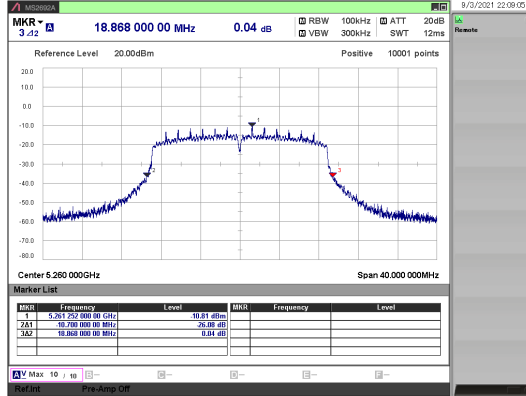 MS2692A
9/3/2021 22:09:05
MKR
3 Δ2
A
18.868 000 00 MHz
0.04 dB
M RBW 100kHz M ATT 20dB
M VBW 300kHz SWT 12ms
Remote
Reference Level 20.00dBm
Positive 10001 points
20.0
10.0
0.0
-10.0
1
-20.0
-30.0
2
3
-40.0
-50.0
-60.0
-70.0
-80.0
Center 5.260 000GHz
Span 40.000 000MHz
Marker List
MKR Frequency Level MKR Frequency Level
1 5.261 252 000 00 GHz -10.81 dBm
2Δ1 -10.700 000 00 MHz -26.08 dB
3Δ2 18.868 000 00 MHz 0.04 dB
A Max 10 / 10 B-- C-- D-- E-- F--
Ref.Int Pre-Amp Off